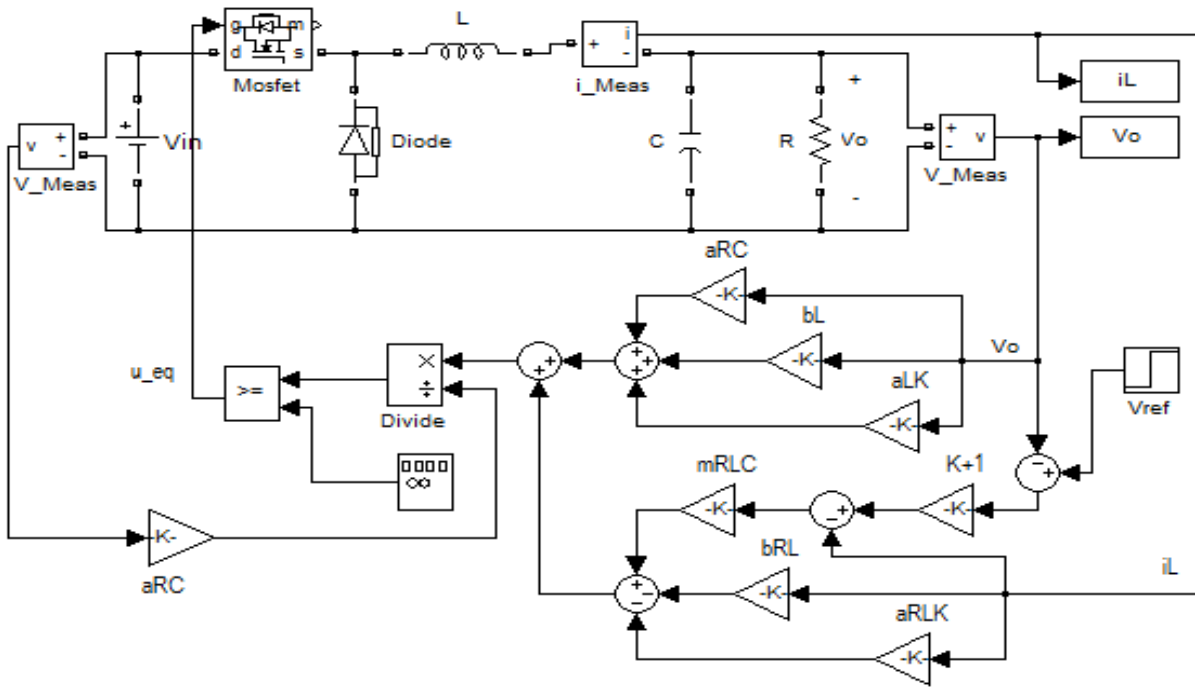 g
m
d
s
Mosfet
L
+
-
i
i_Meas
iL
v
+
-
V_Meas
+
Vin
Diode
C
R
+
Vo
-
+
-
v
V_Meas
Vo
aRC
-K-
bL
-K-
Vo
aLK
-K-
+
+
+
+
+
+
×
÷
Divide
u_eq
>=
Vref
-
+
K+1
-K-
mRLC
-K-
-
+
bRL
-K-
iL
aRLK
-K-
+
-
-
K-
aRC